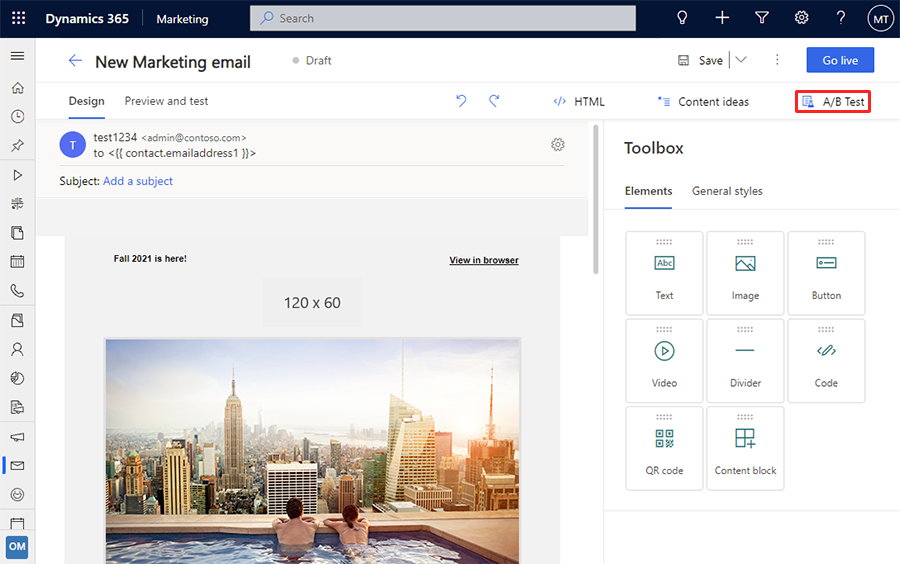 Dynamics 365 Marketing Search MT
New Marketing email Draft Save Go live
Design Preview and test HTML Content ideas A/B Test
T test1234 <admin@contoso.com>
to <{{ contact.emailaddress1 }}>
Subject: Add a subject
Fall 2021 is here! View in browser
120 x 60
Toolbox
Elements General styles
Abc
Text Image Button
Video Divider Code
QR code Content block
OM